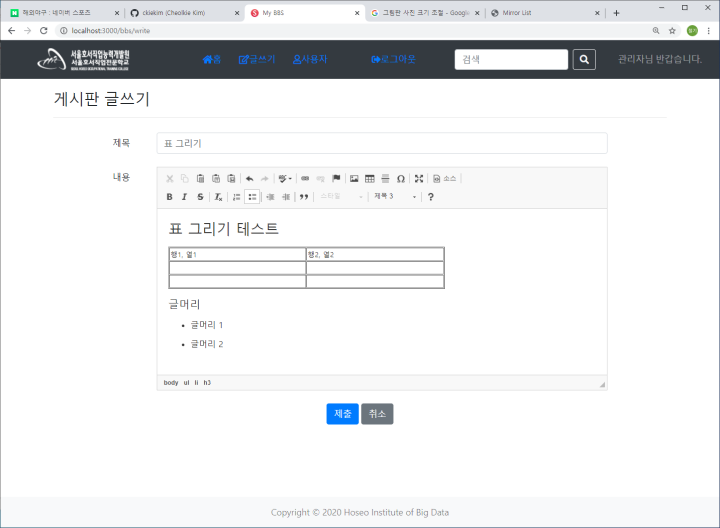 해외야구 : 네이버 스포츠
ckiekim (Cheolkie Kim)
My BBS
그림판 사진 크기 조절 - Google
Mirror List
localhost:3000/bbs/write
서울호서직업능력개발원
서울호서직업전문학교
홈 글쓰기 사용자 로그아웃 검색 관리자님 반갑습니다.
게시판 글쓰기
제목 표 그리기
내용
소스
B I S Ix 스타일 제목 3 ?
표 그리기 테스트
행1, 열1 행2, 열2
글머리
• 글머리 1
• 글머리 2
body ul li h3
제출 취소
Copyright © 2020 Hoseo Institute of Big Data